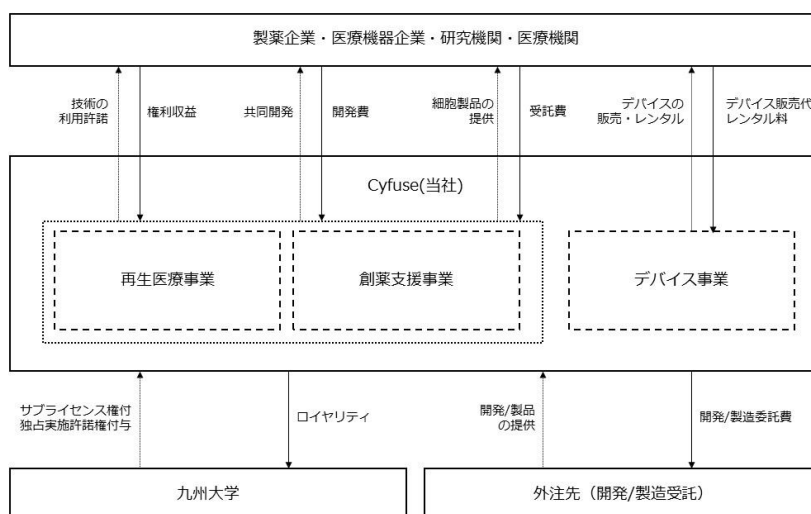 製薬企業・医療機器企業・研究機関・医療機関
技術の
利用許諾
権利収益
共同開発
開発費
細胞製品の
提供
受託費
デバイスの
販売・レンタル
デバイス販売代
レンタル料
Cyfuse(当社)
再生医療事業
創薬支援事業
デバイス事業
サブライセンス権付
独占実施許諾権付与
ロイヤリティ
開発/製品
の提供
開発/製造委託費
九州大学
外注先（開発/製造受託）